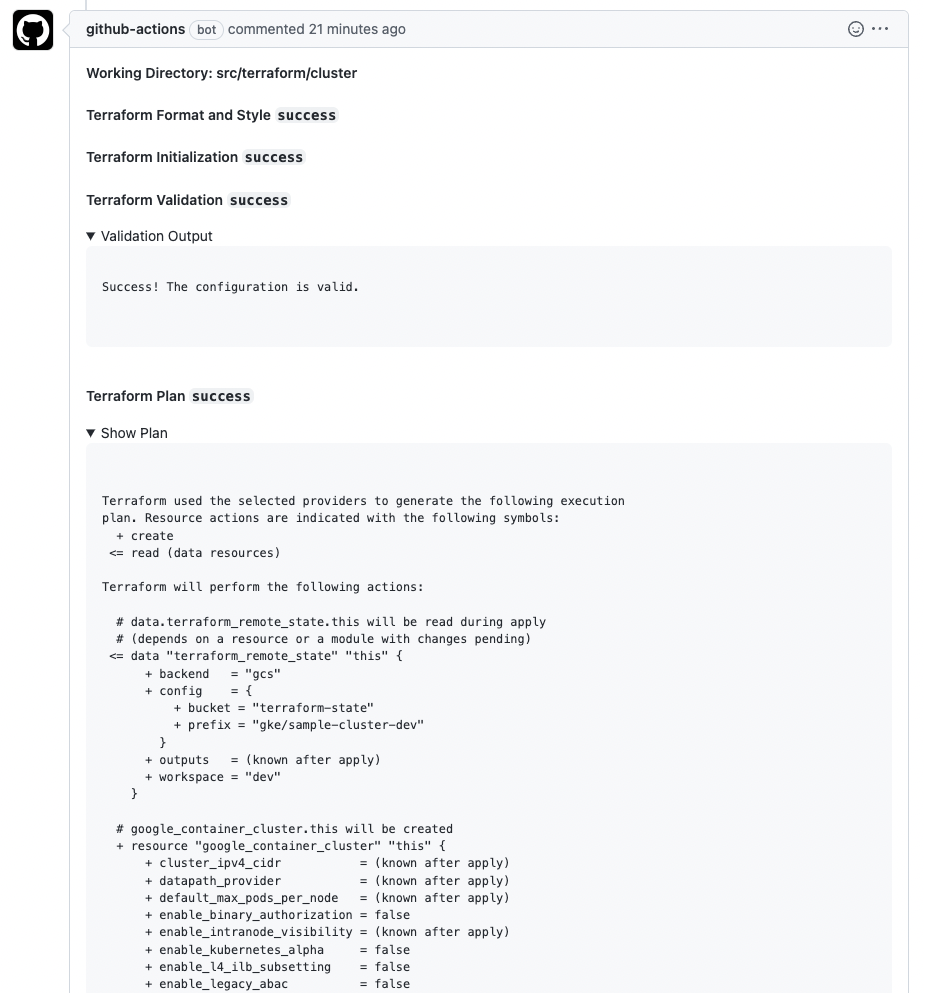 github-actions bot commented 21 minutes ago
Working Directory: src/terraform/cluster
Terraform Format and Style success
Terraform Initialization success
Terraform Validation success
▼ Validation Output
Success! The configuration is valid.
Terraform Plan success
▼ Show Plan
Terraform used the selected providers to generate the following execution
plan. Resource actions are indicated with the following symbols:
  + create
 <= read (data resources)
Terraform will perform the following actions:
  # data.terraform_remote_state.this will be read during apply
  # (depends on a resource or a module with changes pending)
 <= data "terraform_remote_state" "this" {
      + backend   = "gcs"
      + config    = {
          + bucket = "terraform-state"
          + prefix = "gke/sample-cluster-dev"
        }
      + outputs   = (known after apply)
      + workspace = "dev"
    }
  # google_container_cluster.this will be created
  + resource "google_container_cluster" "this" {
      + cluster_ipv4_cidr           = (known after apply)
      + datapath_provider           = (known after apply)
      + default_max_pods_per_node   = (known after apply)
      + enable_binary_authorization = false
      + enable_intranode_visibility = (known after apply)
      + enable_kubernetes_alpha     = false
      + enable_l4_ilb_subsetting    = false
      + enable_legacy_abac          = false